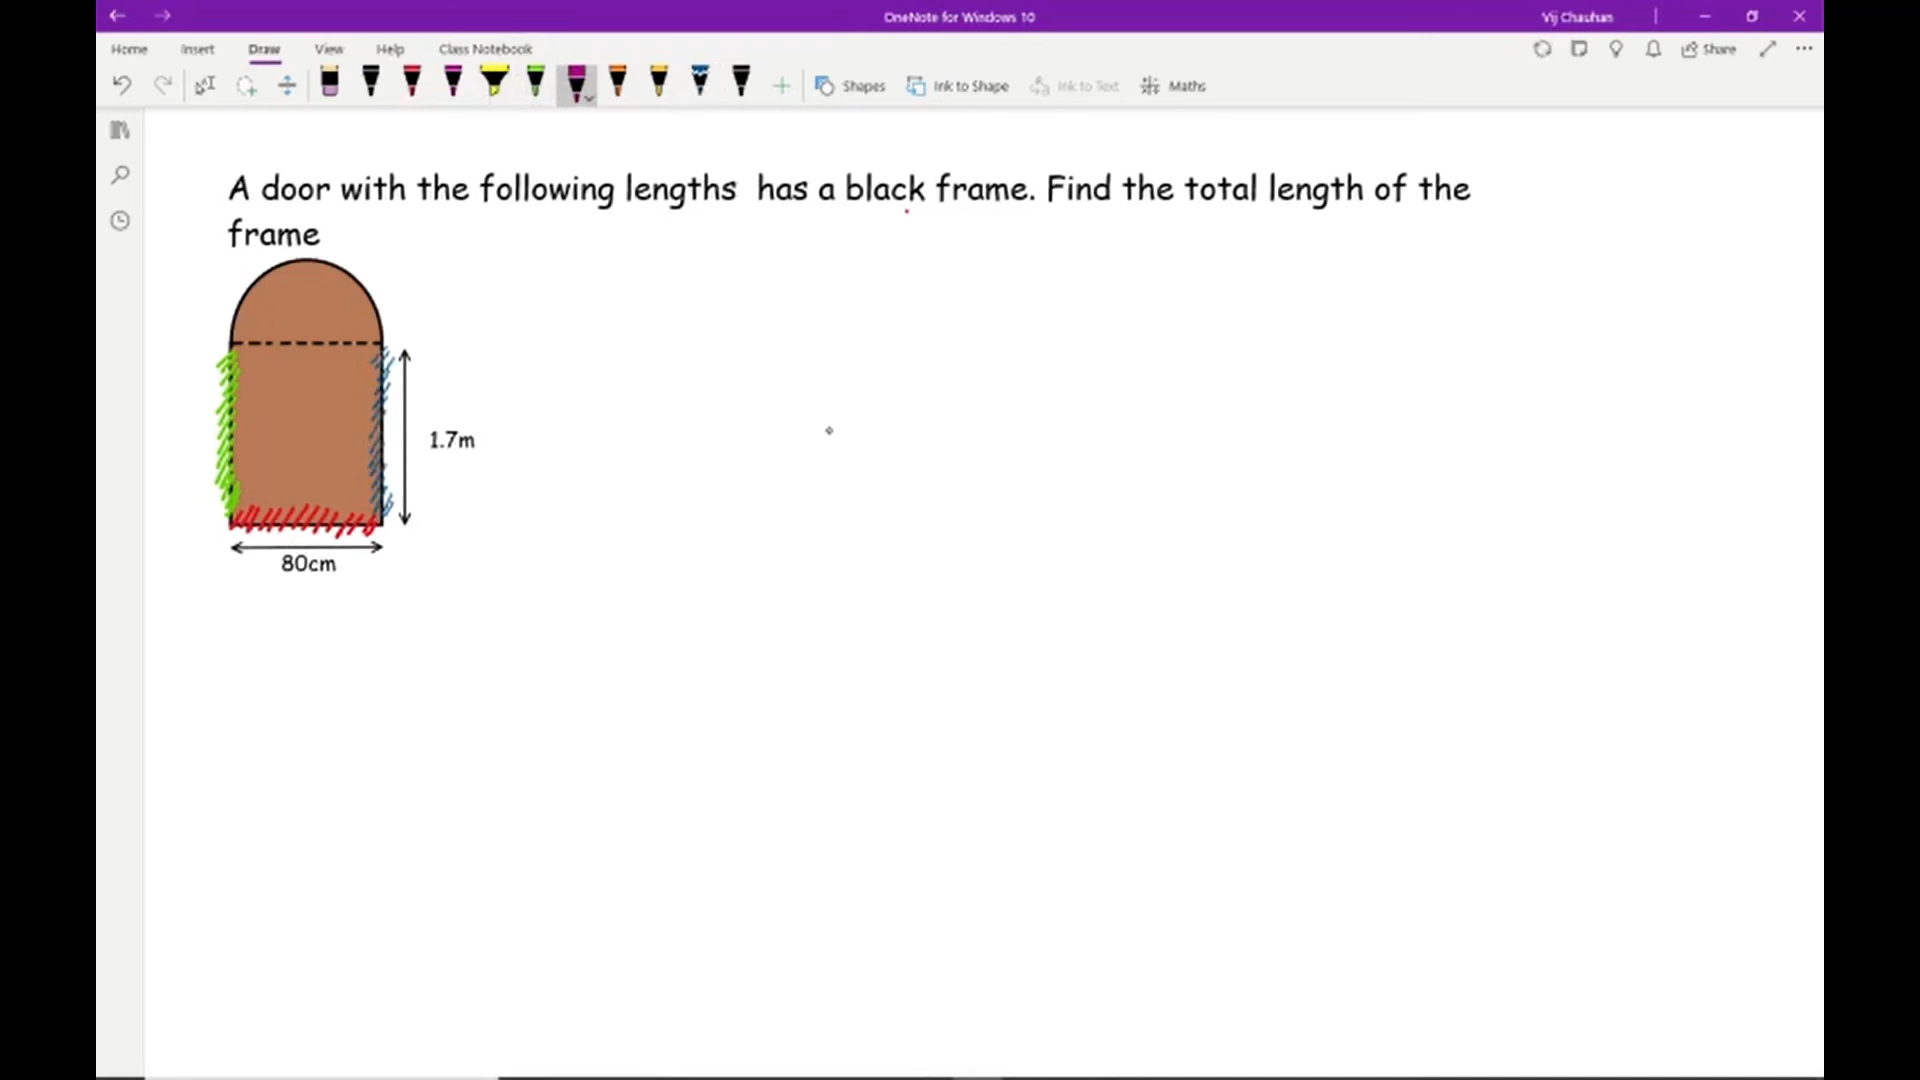 OneNote for Windows 10
Vij Chauhan
Home Insert Draw View Help Class Notebook
Share
Shapes Ink to Shape Ink to Text Maths
A door with the following lengths has a black frame. Find the total length of the
frame
1.7m
80cm